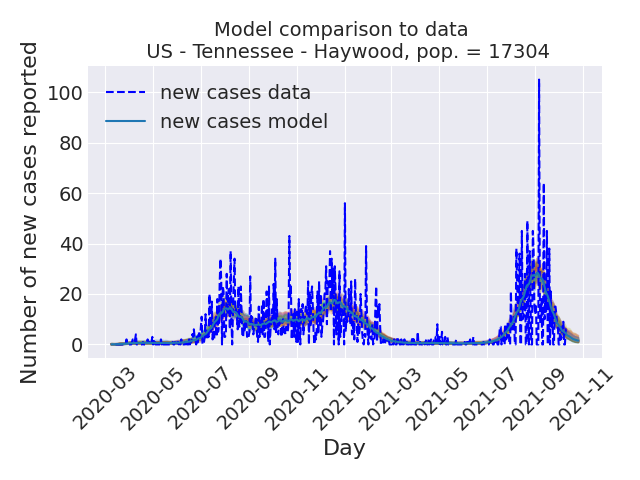 Model comparison to data
US - Tennessee - Haywood, pop. = 17304
Number of new cases reported
100
80
60
40
20
0
new cases data
new cases model
2020-03
2020-05
2020-07
2020-09
2020-11
2021-01
2021-03
2021-05
2021-07
2021-09
2021-11
Day